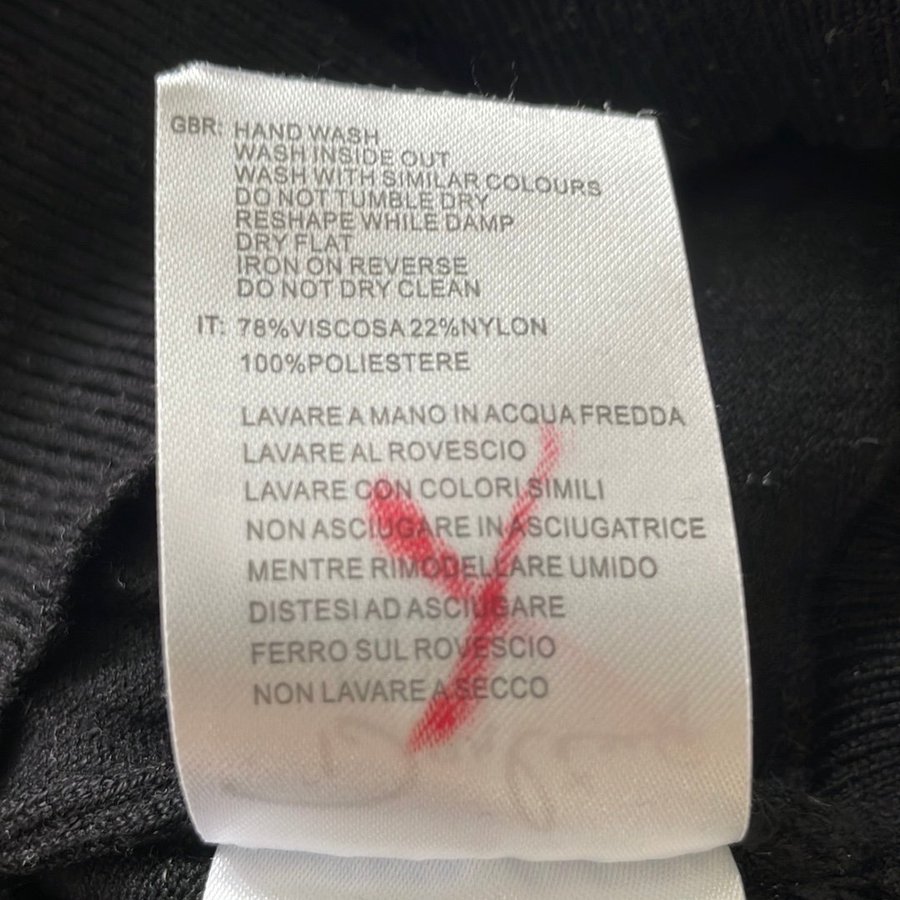 GBR: HAND WASH
WASH INSIDE OUT
WASH WITH SIMILAR COLOURS
DO NOT TUMBLE DRY
RESHAPE WHILE DAMP
DRY FLAT
IRON ON REVERSE
DO NOT DRY CLEAN
IT: 78%VISCOSA 22%NYLON
100%POLIESTERE
LAVARE A MANO IN ACQUA FREDDA
LAVARE AL ROVESCIO
LAVARE CON COLORI SIMILI
NON ASCIUGARE IN ASCIUGATRICE
MENTRE RIMODELLARE UMIDO
DISTESI AD ASCIUGARE
FERRO SUL ROVESCIO
NON LAVARE A SECCO